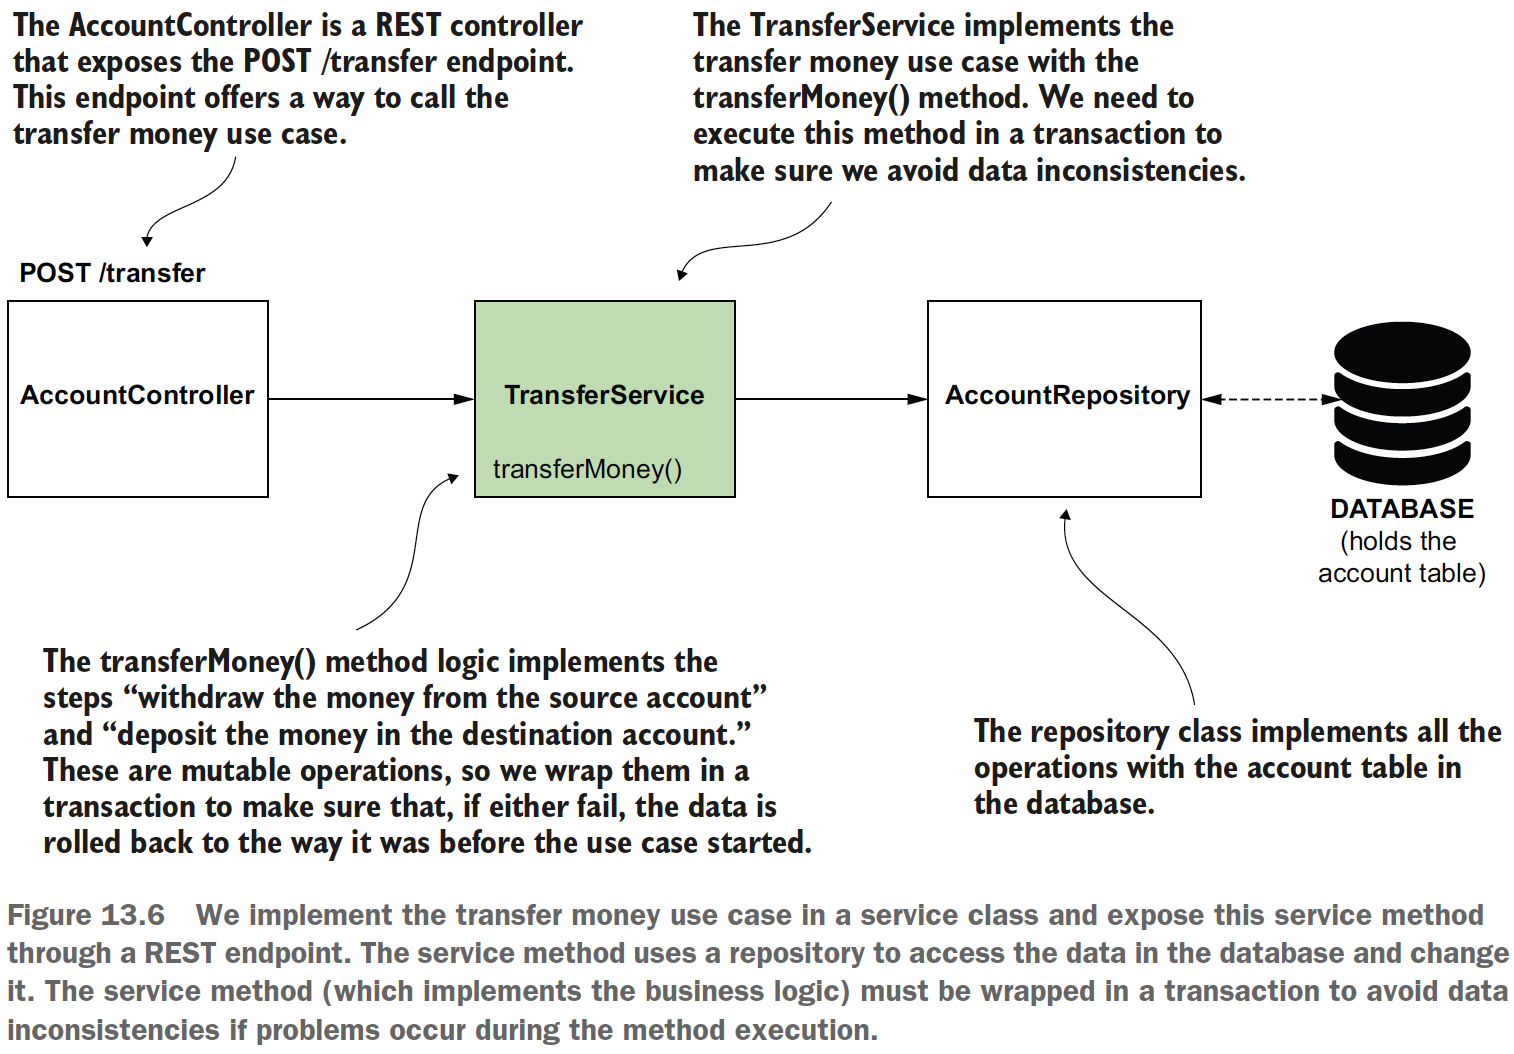 The AccountController is a REST controller
that exposes the POST /transfer endpoint.
This endpoint offers a way to call the
transfer money use case.
The TransferService implements the
transfer money use case with the
transferMoney() method. We need to
execute this method in a transaction to
make sure we avoid data inconsistencies.
POST /transfer
AccountController
TransferService
transferMoney()
AccountRepository
DATABASE
(holds the
account table)
The transferMoney() method logic implements the
steps “withdraw the money from the source account”
and “deposit the money in the destination account.”
These are mutable operations, so we wrap them in a
transaction to make sure that, if either fail, the data is
rolled back to the way it was before the use case started.
The repository class implements all the
operations with the account table in
the database.
Figure 13.6 We implement the transfer money use case in a service class and expose this service method
through a REST endpoint. The service method uses a repository to access the data in the database and change
it. The service method (which implements the business logic) must be wrapped in a transaction to avoid data
inconsistencies if problems occur during the method execution.